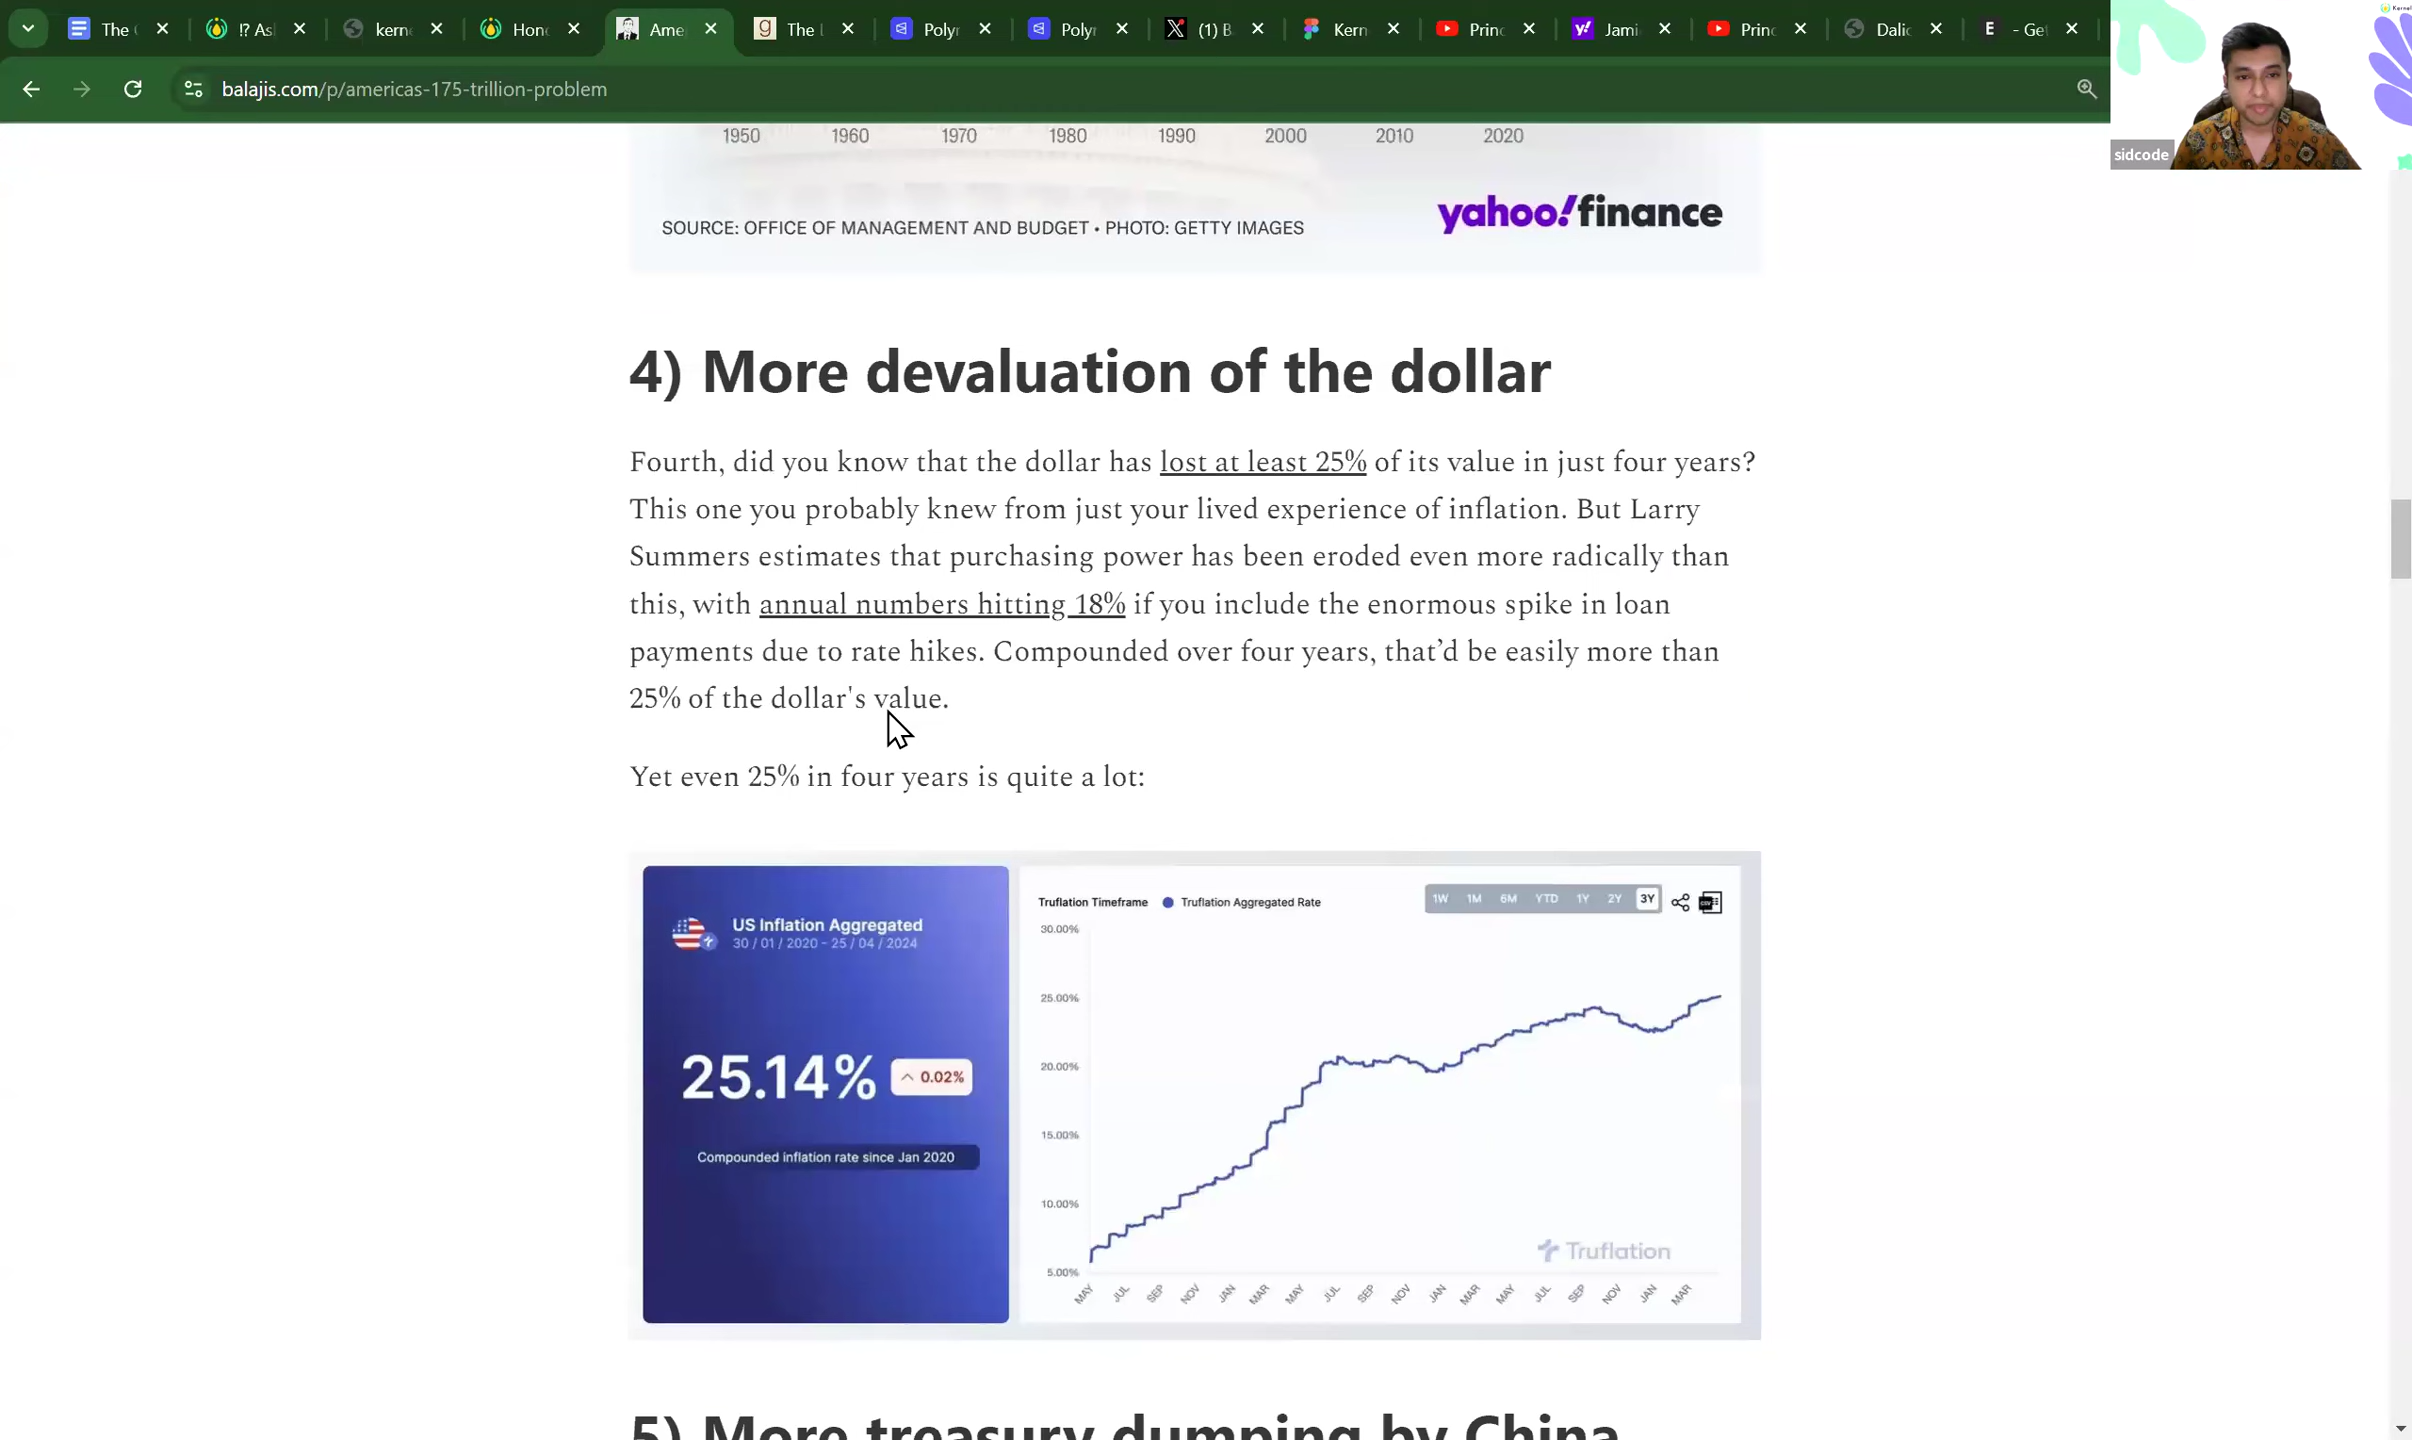 The
!? As
kern
Hon
Ame
The
Poly
Poly
(1) B
Kern
Princ
Jami
Princ
Dalic
E - Get
balajis.com/p/americas-175-trillion-problem
sidcode
1950 1960 1970 1980 1990 2000 2010 2020
SOURCE: OFFICE OF MANAGEMENT AND BUDGET • PHOTO: GETTY IMAGES
yahoo!finance
4) More devaluation of the dollar
Fourth, did you know that the dollar has lost at least 25% of its value in just four years?
This one you probably knew from just your lived experience of inflation. But Larry
Summers estimates that purchasing power has been eroded even more radically than
this, with annual numbers hitting 18% if you include the enormous spike in loan
payments due to rate hikes. Compounded over four years, that’d be easily more than
25% of the dollar's value.
Yet even 25% in four years is quite a lot:
US Inflation Aggregated
30 / 01 / 2020 - 25 / 04 / 2024
25.14% 0.02%
Compounded inflation rate since Jan 2020
Truflation Timeframe Truflation Aggregated Rate
1W 1M 6M YTD 1Y 2Y 3Y
30.00%
25.00%
20.00%
15.00%
10.00%
5.00%
Truflation
MAY JUL SEP NOV JAN MAR MAY JUL SEP NOV JAN MAR MAY JUL SEP NOV JAN MAR
5) More treasury dumping by China